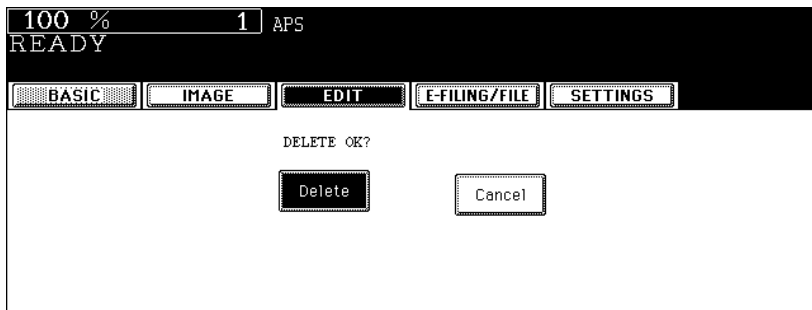 100 % 1 APS
READY
BASIC IMAGE EDIT E-FILING/FILE SETTINGS
DELETE OK?
Delete Cancel